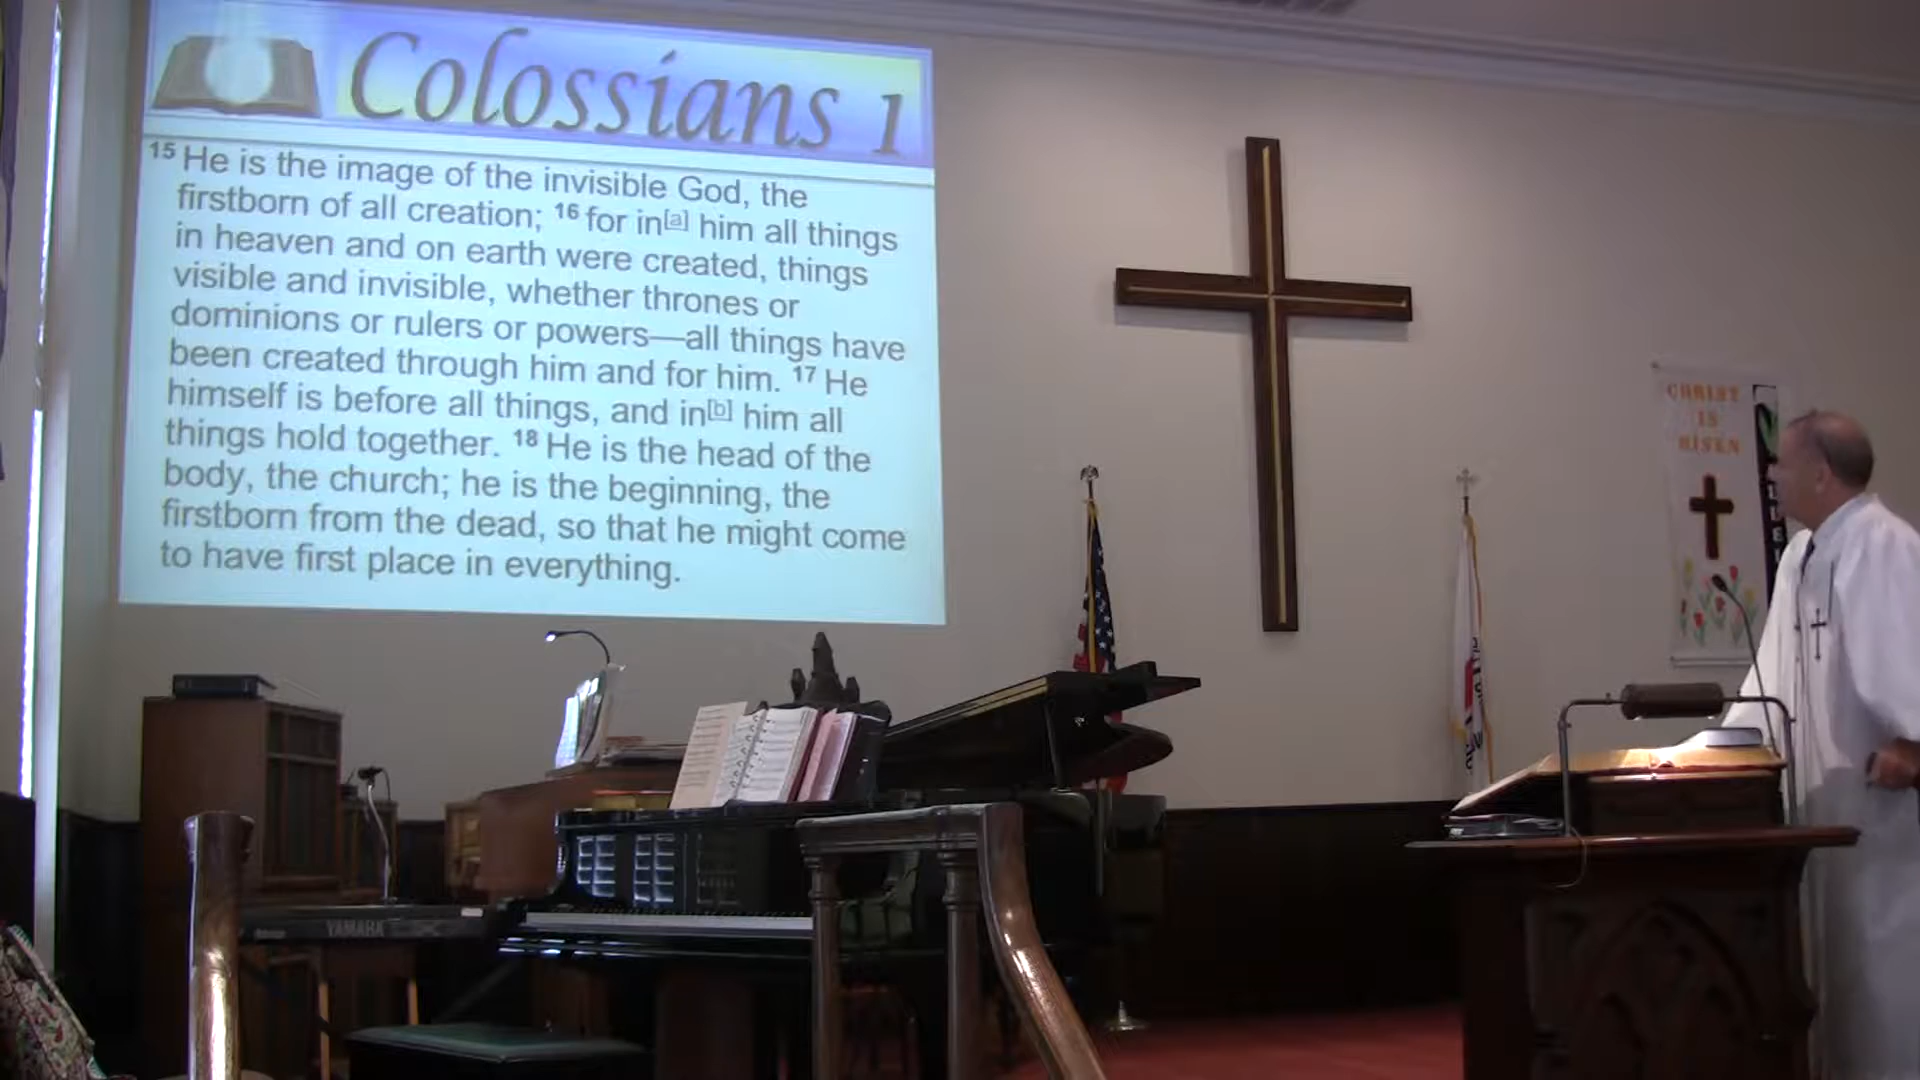 Colossians 1
15 He is the image of the invisible God, the
firstborn of all creation; 16 for in[a] him all things
in heaven and on earth were created, things
visible and invisible, whether thrones or
dominions or rulers or powers—all things have
been created through him and for him. 17 He
himself is before all things, and in[b] him all
things hold together. 18 He is the head of the
body, the church; he is the beginning, the
firstborn from the dead, so that he might come
to have first place in everything.
CHRIST
IS
RISEN
YAMAHA